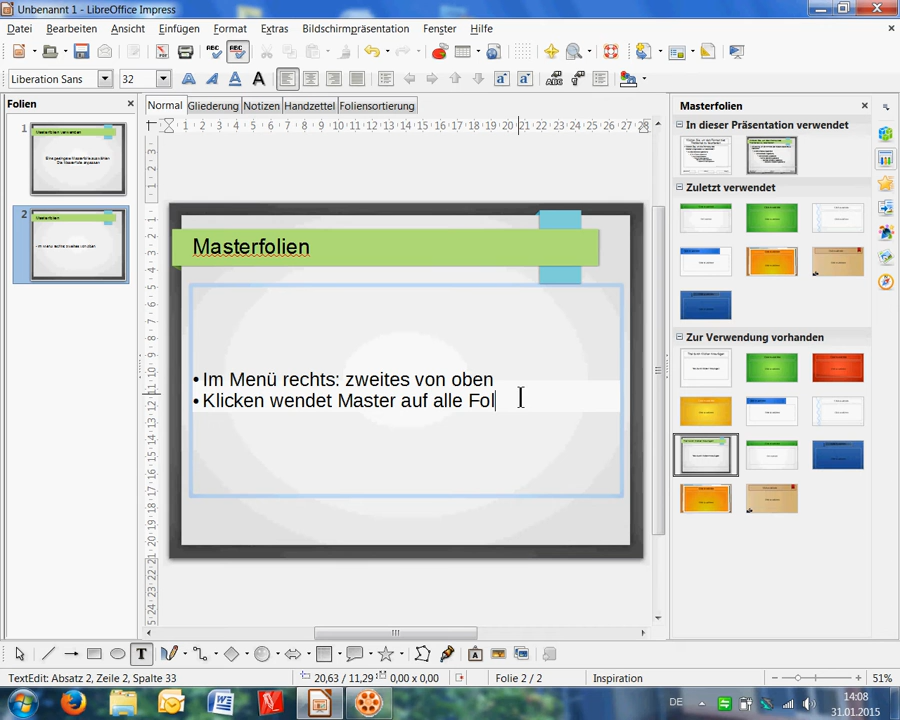 Unbenannt 1 - LibreOffice Impress
Datei Bearbeiten Ansicht Einfügen Format Extras Bildschirmpräsentation Fenster Hilfe
Liberation Sans 32
Folien
Masterfolien
Normal Gliederung Notizen Handzettel Foliensortierung
In dieser Präsentation verwendet
Zuletzt verwendet
Zur Verwendung vorhanden
1
2
Masterfolien
• Im Menü rechts: zweites von oben
• Klicken wendet Master auf alle Fol
TextEdit: Absatz 2, Zeile 2, Spalte 33
20,63 / 11,29
0,00 x 0,00
Folie 2 / 2
Inspiration
51%
DE
14:08
31.01.2015